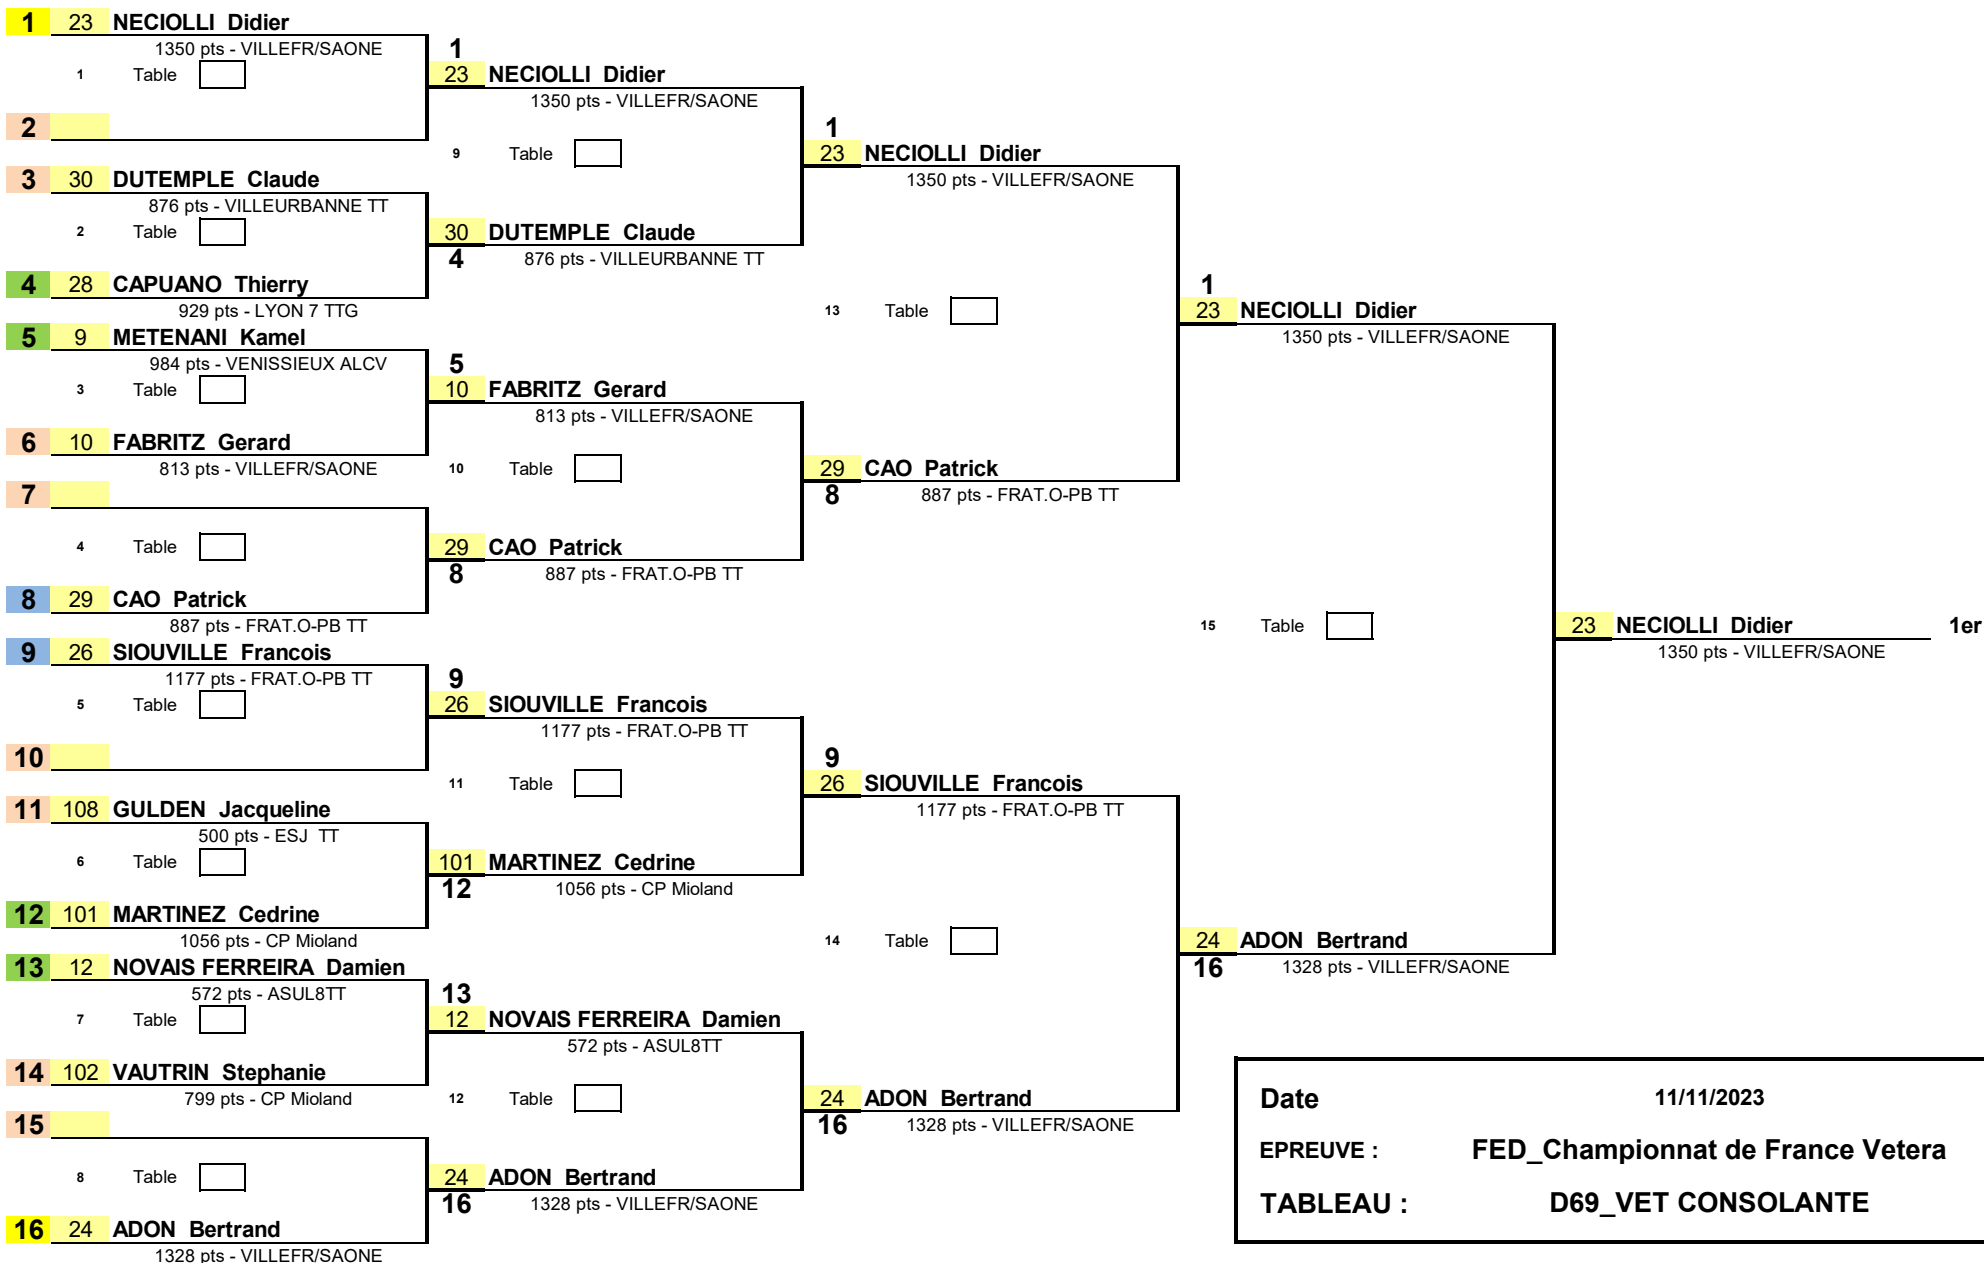 1 23 NECIOLLI Didier
1350 pts - VILLEFR/SAONE
1 Table
2
3 30 DUTEMPLE Claude
876 pts - VILLEURBANNE TT
2 Table
4 28 CAPUANO Thierry
929 pts - LYON 7 TTG
5 9 METENANI Kamel
984 pts - VENISSIEUX ALCV
3 Table
6 10 FABRITZ Gerard
813 pts - VILLEFR/SAONE
7
4 Table
8 29 CAO Patrick
887 pts - FRAT.O-PB TT
9 26 SIOUVILLE Francois
1177 pts - FRAT.O-PB TT
5 Table
10
11 108 GULDEN Jacqueline
500 pts - ESJ TT
6 Table
12 101 MARTINEZ Cedrine
1056 pts - CP Mioland
13 12 NOVAIS FERREIRA Damien
572 pts - ASUL8TT
7 Table
14 102 VAUTRIN Stephanie
799 pts - CP Mioland
15
8 Table
16 24 ADON Bertrand
1328 pts - VILLEFR/SAONE
1
23 NECIOLLI Didier
1350 pts - VILLEFR/SAONE
9 Table
30 DUTEMPLE Claude
4 876 pts - VILLEURBANNE TT
5
10 FABRITZ Gerard
813 pts - VILLEFR/SAONE
10 Table
29 CAO Patrick
8 887 pts - FRAT.O-PB TT
9
26 SIOUVILLE Francois
1177 pts - FRAT.O-PB TT
11 Table
101 MARTINEZ Cedrine
12 1056 pts - CP Mioland
13
12 NOVAIS FERREIRA Damien
572 pts - ASUL8TT
12 Table
24 ADON Bertrand
16 1328 pts - VILLEFR/SAONE
1
23 NECIOLLI Didier
1350 pts - VILLEFR/SAONE
13 Table
29 CAO Patrick
8 887 pts - FRAT.O-PB TT
9
26 SIOUVILLE Francois
1177 pts - FRAT.O-PB TT
14 Table
24 ADON Bertrand
16 1328 pts - VILLEFR/SAONE
1
23 NECIOLLI Didier
1350 pts - VILLEFR/SAONE
15 Table
24 ADON Bertrand
16 1328 pts - VILLEFR/SAONE
23 NECIOLLI Didier 1er
1350 pts - VILLEFR/SAONE
Date 11/11/2023
EPREUVE : FED_Championnat de France Vetera
TABLEAU : D69_VET CONSOLANTE